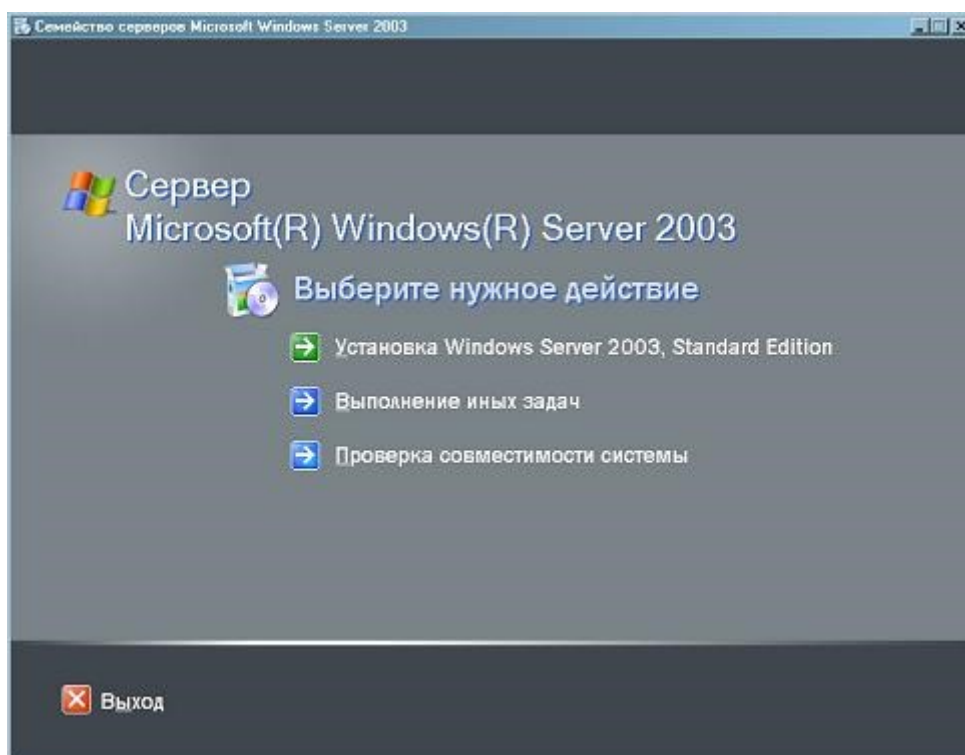 Семейство серверов Microsoft Windows Server 2003
Сервер
Microsoft(R) Windows(R) Server 2003
Выберите нужное действие
Установка Windows Server 2003, Standard Edition
Выполнение иных задач
Проверка совместимости системы
Выход